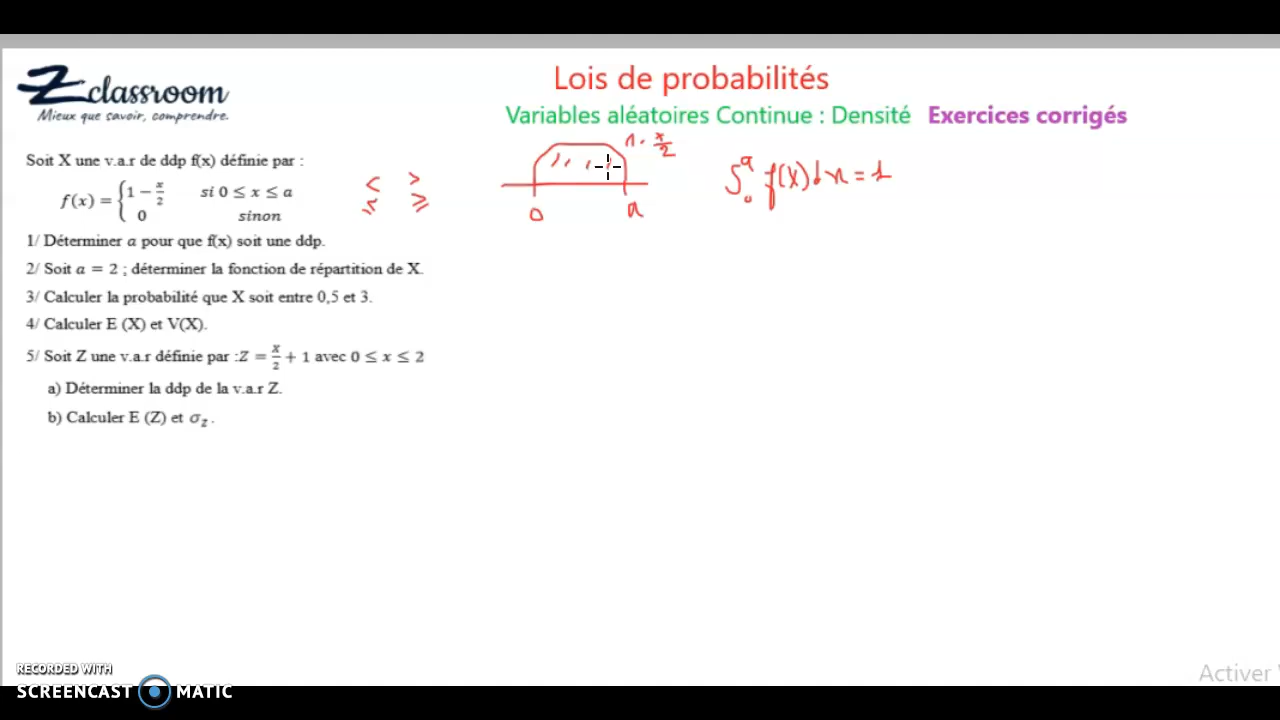 Zclassroom
Mieux que savoir, comprendre.
Lois de probabilités
Variables aléatoires Continue : Densité Exercices corrigés
Soit X une v.a.r de ddp f(x) définie par :
f(x) = { 1 − x/2 si 0 ≤ x ≤ a
0 sinon
< >
≤ ≥
1 - x/2
0 a
∫₀ᵃ f(x) dx = 1
1/ Déterminer a pour que f(x) soit une ddp.
2/ Soit a = 2 ; déterminer la fonction de répartition de X.
3/ Calculer la probabilité que X soit entre 0,5 et 3.
4/ Calculer E (X) et V(X).
5/ Soit Z une v.a.r définie par :Z = x/2 + 1 avec 0 ≤ x ≤ 2
a) Déterminer la ddp de la v.a.r Z.
b) Calculer E (Z) et σz.
Activer
RECORDED WITH
SCREENCAST MATIC